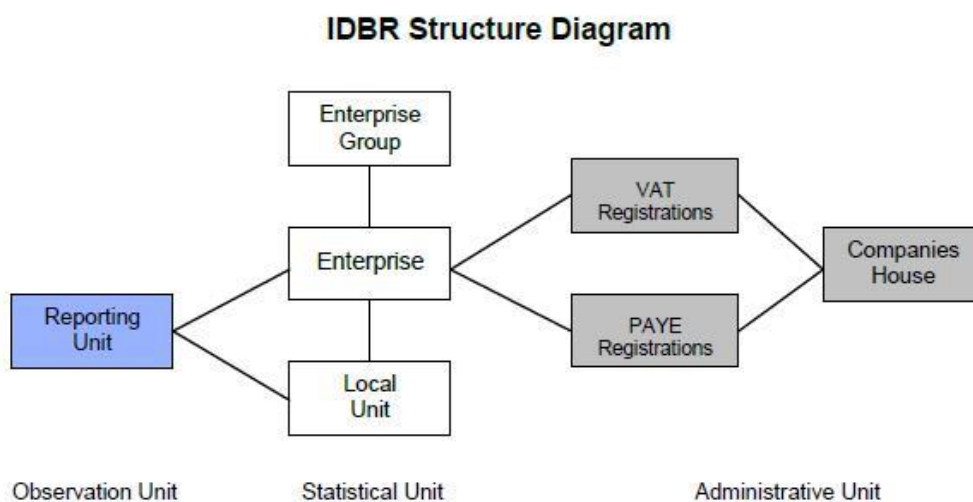 IDBR Structure Diagram
Enterprise
Group
VAT
Registrations
Enterprise
Companies
House
Reporting
Unit
PAYE
Registrations
Local
Unit
Observation Unit
Statistical Unit
Administrative Unit